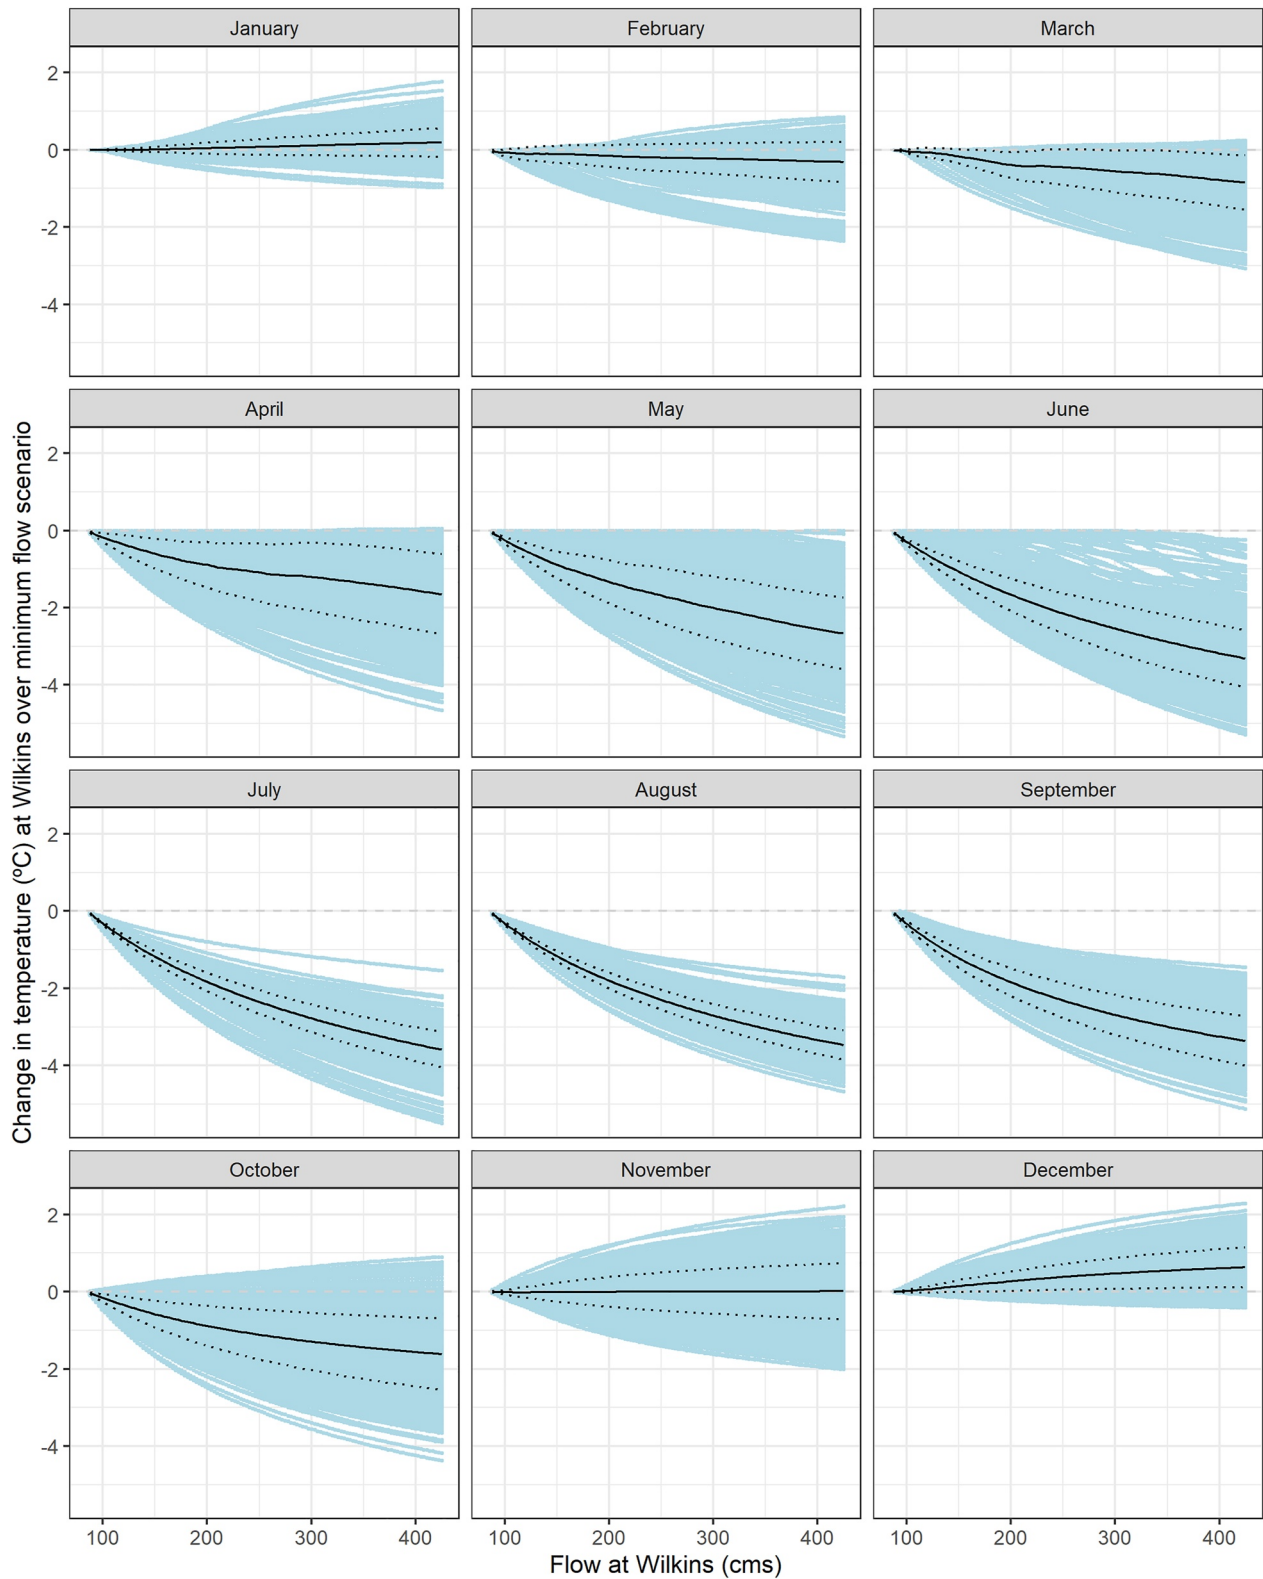 January
February
March
2
0
-2
-4
April
May
June
2
0
-2
-4
Change in temperature (ºC) at Wilkins over minimum flow scenario
July
August
September
2
0
-2
-4
October
November
December
2
0
-2
-4
100 200 300 400 100 200 300 400 100 200 300 400
Flow at Wilkins (cms)